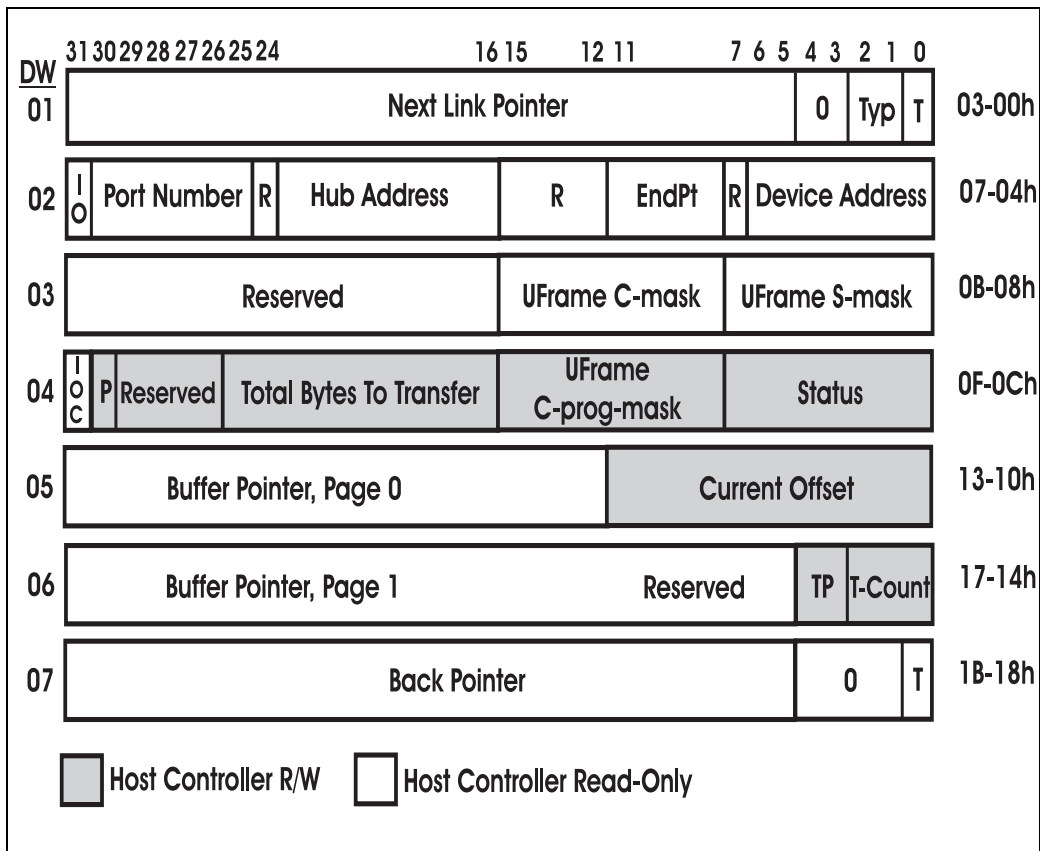 31 30 29 28 27 26 25 24 16 15 12 11 7 6 5 4 3 2 1 0
DW
01 Next Link Pointer 0 Typ T 03-00h
02 I O Port Number R Hub Address R EndPt R Device Address 07-04h
03 Reserved UFrame C-mask UFrame S-mask 0B-08h
04 I O C P Reserved Total Bytes To Transfer UFrame C-prog-mask Status 0F-0Ch
05 Buffer Pointer, Page 0 Current Offset 13-10h
06 Buffer Pointer, Page 1 Reserved TP T-Count 17-14h
07 Back Pointer 0 T 1B-18h
Host Controller R/W Host Controller Read-Only